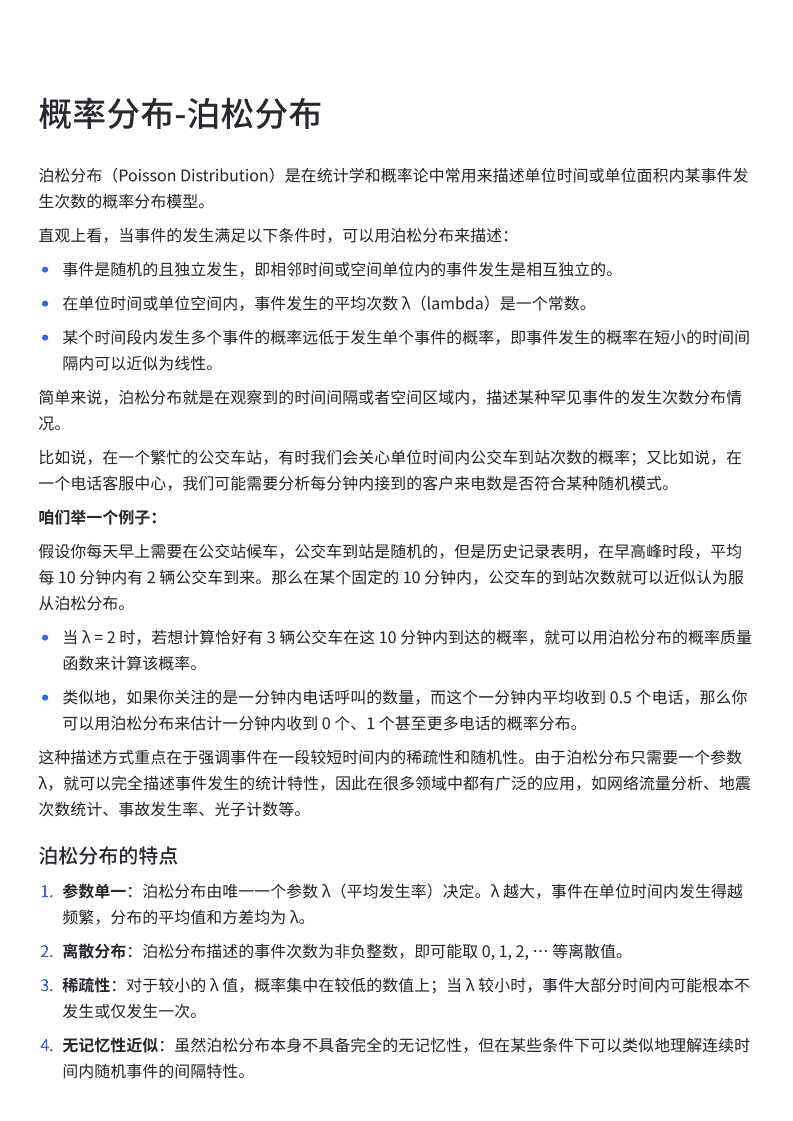 概率分布-泊松分布
泊松分布（Poisson Distribution）是在统计学和概率论中常用来描述单位时间或单位面积内某事件发
生次数的概率分布模型。
直观上看，当事件的发生满足以下条件时，可以用泊松分布来描述：
• 事件是随机的且独立发生，即相邻时间或空间单位内的事件发生是相互独立的。
• 在单位时间或单位空间内，事件发生的平均次数 λ（lambda）是一个常数。
• 某个时间段内发生多个事件的概率远低于发生单个事件的概率，即事件发生的概率在短小的时间间
隔内可以近似为线性。
简单来说，泊松分布就是在观察到的时间间隔或者空间区域内，描述某种罕见事件的发生次数分布情
况。
比如说，在一个繁忙的公交车站，有时我们会关心单位时间内公交车到站次数的概率；又比如说，在
一个电话客服中心，我们可能需要分析每分钟内接到的客户来电数是否符合某种随机模式。
咱们举一个例子：
假设你每天早上需要在公交站候车，公交车到站是随机的，但是历史记录表明，在早高峰时段，平均
每 10 分钟内有 2 辆公交车到来。那么在某个固定的 10 分钟内，公交车的到站次数就可以近似认为服
从泊松分布。
• 当 λ = 2 时，若想计算恰好有 3 辆公交车在这 10 分钟内到达的概率，就可以用泊松分布的概率质量
函数来计算该概率。
• 类似地，如果你关注的是一分钟内电话呼叫的数量，而这个一分钟内平均收到 0.5 个电话，那么你
可以用泊松分布来估计一分钟内收到 0 个、1 个甚至更多电话的概率分布。
这种描述方式重点在于强调事件在一段较短时间内的稀疏性和随机性。由于泊松分布只需要一个参数
λ，就可以完全描述事件发生的统计特性，因此在很多领域中都有广泛的应用，如网络流量分析、地震
次数统计、事故发生率、光子计数等。
泊松分布的特点
1. 参数单一：泊松分布由唯一一个参数 λ（平均发生率）决定。λ 越大，事件在单位时间内发生得越
频繁，分布的平均值和方差均为 λ。
2. 离散分布：泊松分布描述的事件次数为非负整数，即可能取 0, 1, 2, ⋯ 等离散值。
3. 稀疏性：对于较小的 λ 值，概率集中在较低的数值上；当 λ 较小时，事件大部分时间内可能根本不
发生或仅发生一次。
4. 无记忆性近似：虽然泊松分布本身不具备完全的无记忆性，但在某些条件下可以类似地理解连续时
间内随机事件的间隔特性。